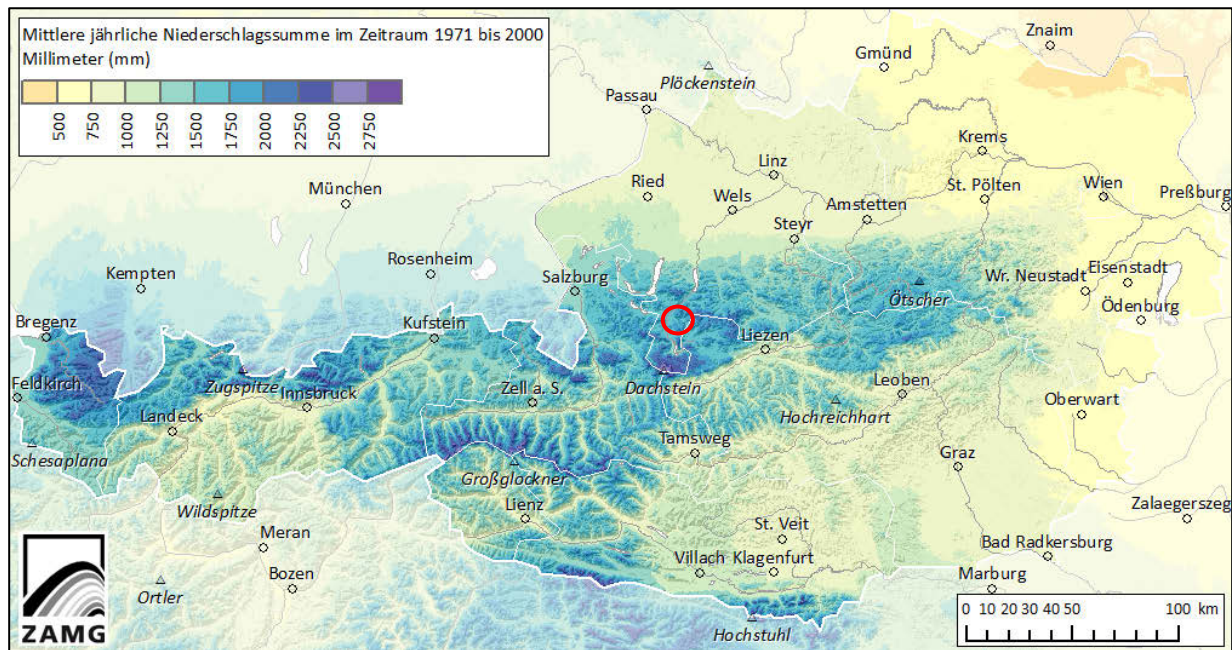 Mittlere jährliche Niederschlagssumme im Zeitraum 1971 bis 2000
Millimeter (mm)
500 750 1000 1250 1500 1750 2000 2250 2500 2750
Znaim
Gmünd
Plöckenstein
Passau
Krems
Linz
München
Ried
Wels
St. Pölten
Wien
Preßburg
Amstetten
Steyr
Rosenheim
Kempten
Salzburg
Ötscher
Wr. Neustadt
Eisenstadt
Ödenburg
Bregenz
Kufstein
Liezen
Feldkirch
Zugspitze
Innsbruck
Zell a. S.
Dachstein
Leoben
Landeck
Hochreichhart
Oberwart
Schesaplana
Tamsweg
Graz
Großglockner
Wildspitze
Lienz
Zalaegerszeg
Meran
St. Veit
Bad Radkersburg
Villach
Klagenfurt
Bozen
Ortler
Marburg
Hochstuhl
ZAMG
0 10 20 30 40 50 100 km